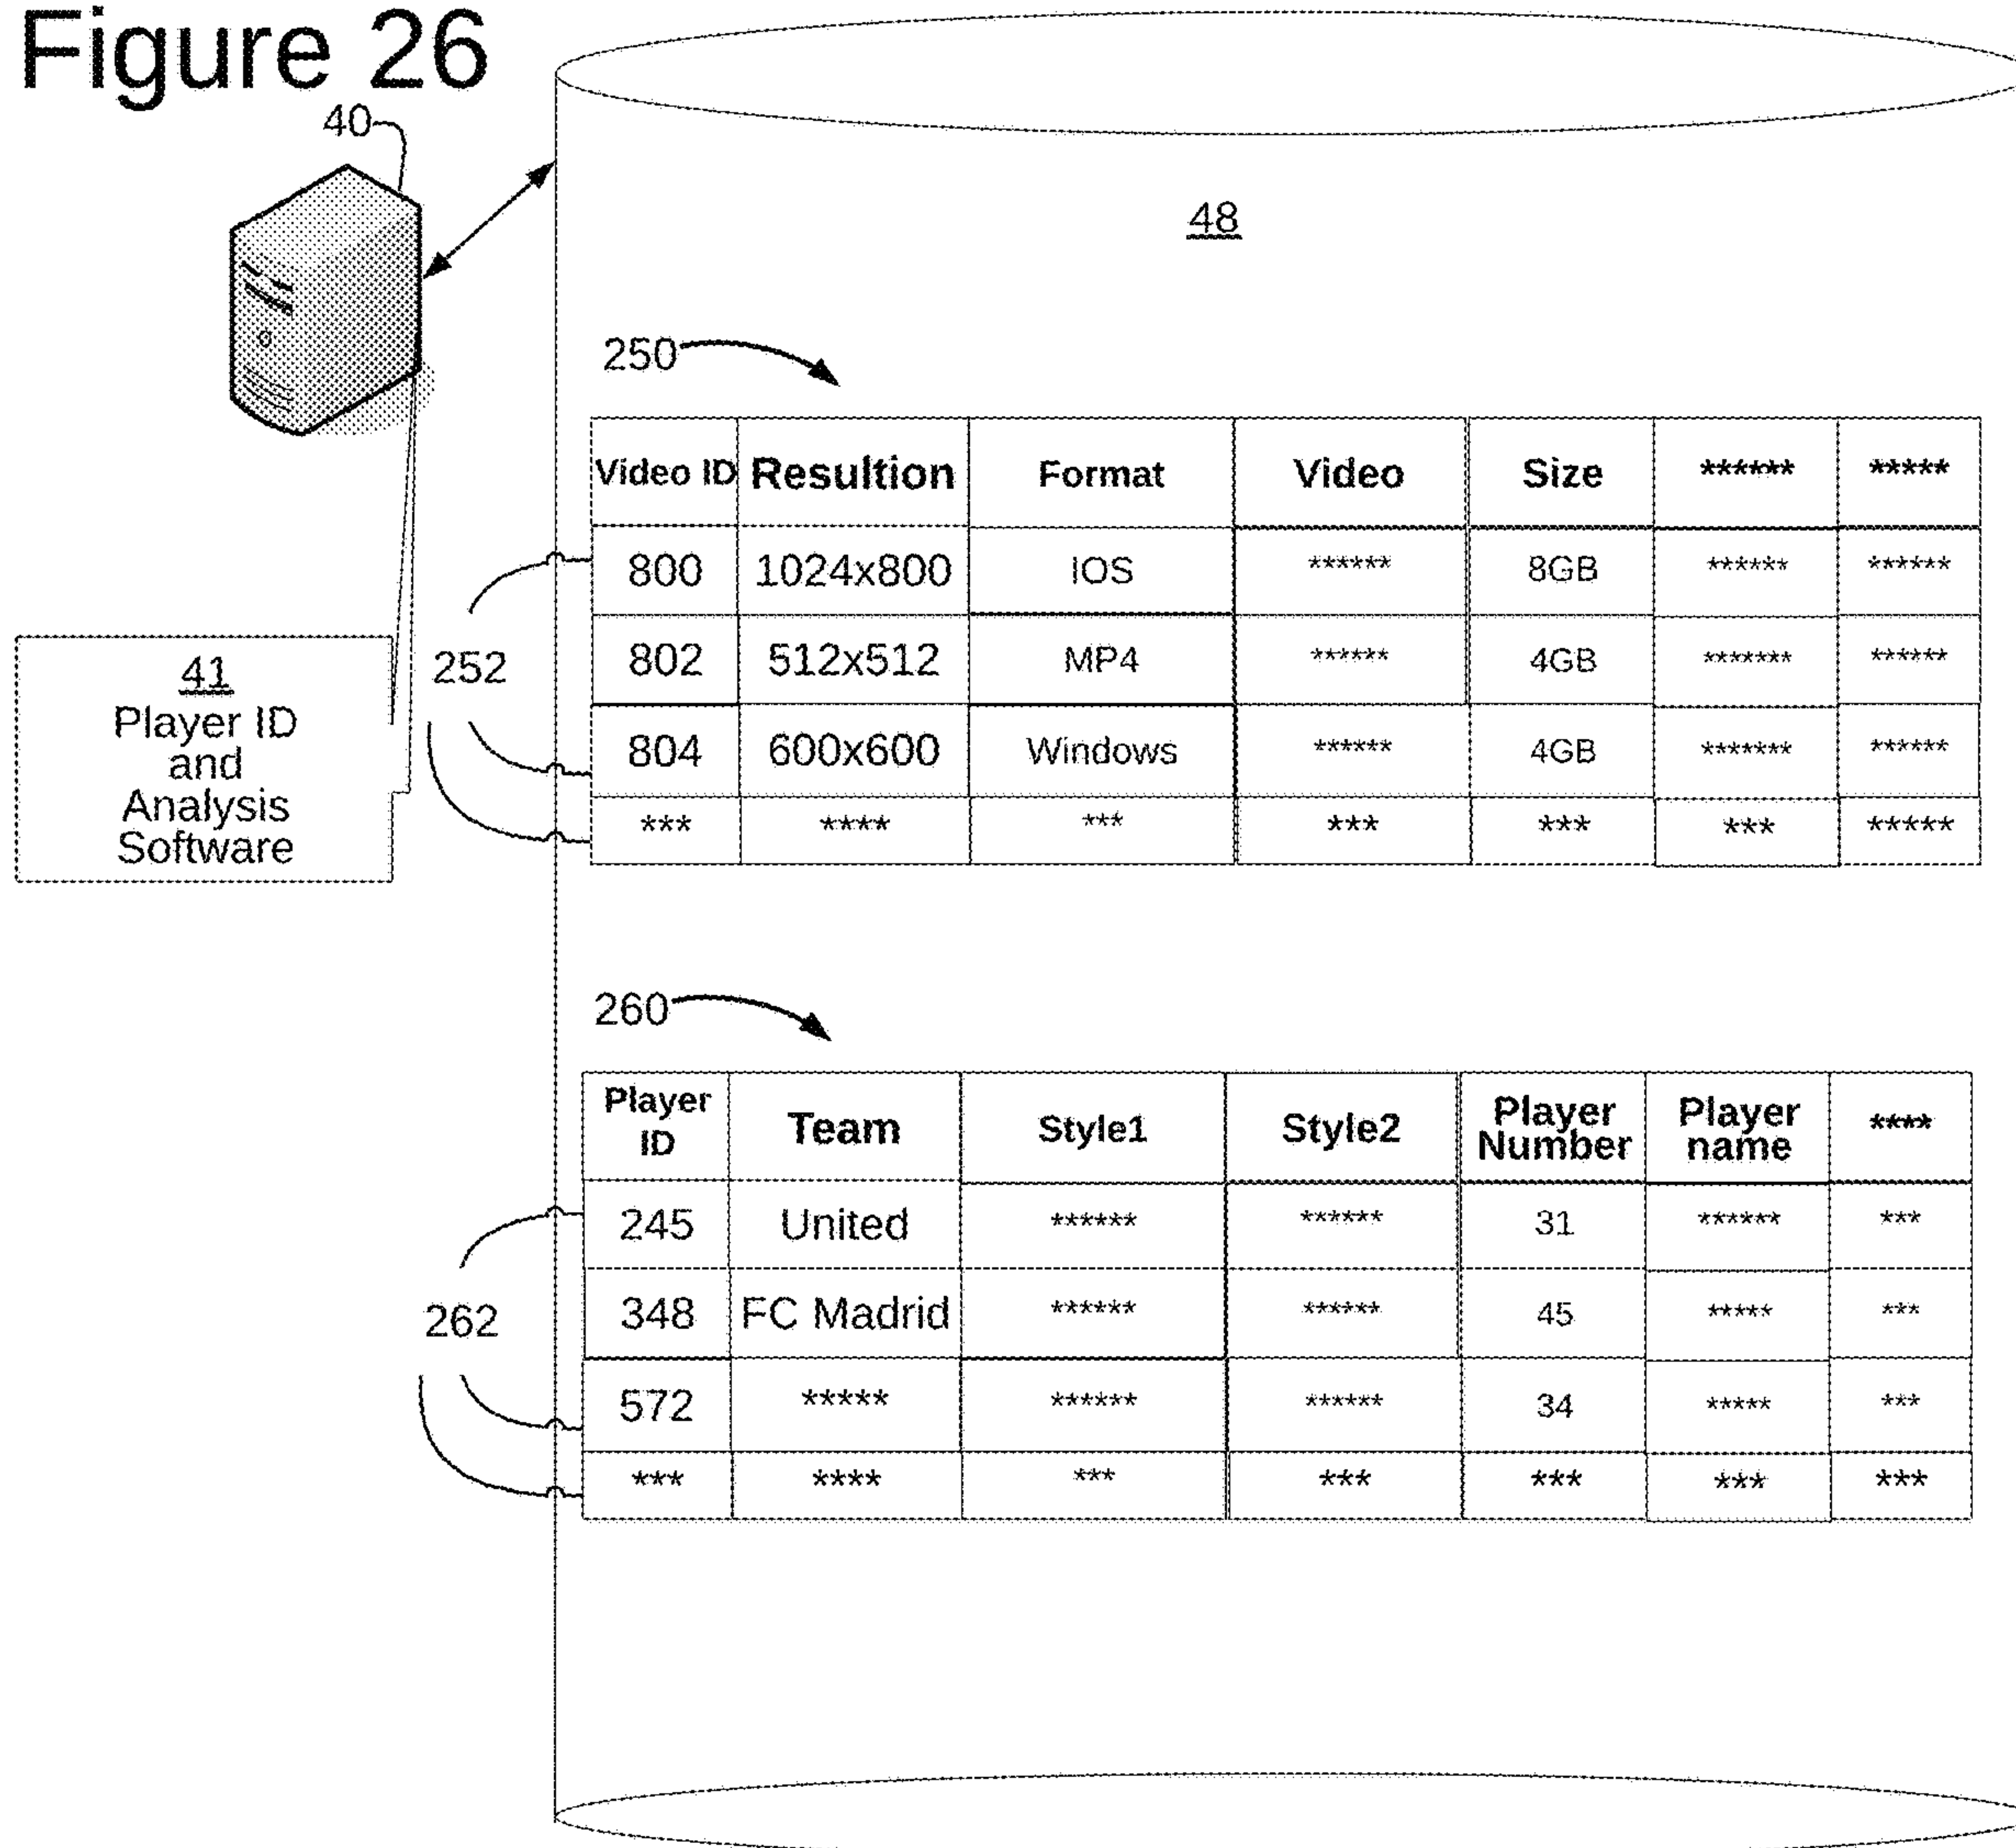 Figure 26
40
48
250
Video ID Resultion Format Video Size ****** *****
800 1024x800 IOS ****** 8GB ****** ******
802 512x512 MP4 ****** 4GB ******* ******
804 600x600 Windows ****** 4GB ******* ******
*** **** *** *** *** *** *****
252
41
Player ID
and
Analysis
Software
260
Player ID Team Style1 Style2 Player Number Player name ****
245 United ****** ****** 31 ****** ***
348 FC Madrid ****** ****** 45 ***** ***
572 ***** ****** ****** 34 ***** ***
*** **** *** *** *** *** ***
262